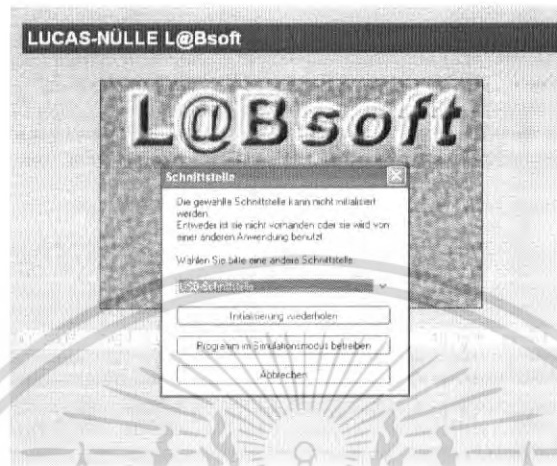 LUCAS-NÜLLE L@Bsoft
L@Bsoft
Schnittstelle
Die gewählte Schnittstelle kann nicht initialisiert
werden.
Entweder ist sie nicht vorhanden oder sie wird von
einer anderen Anwendung benutzt.
Wählen Sie bitte eine andere Schnittstelle
USB-Schnittstelle
Initialisierung wiederholen
Programm im Simulationsmodus betreiben
Abbrechen